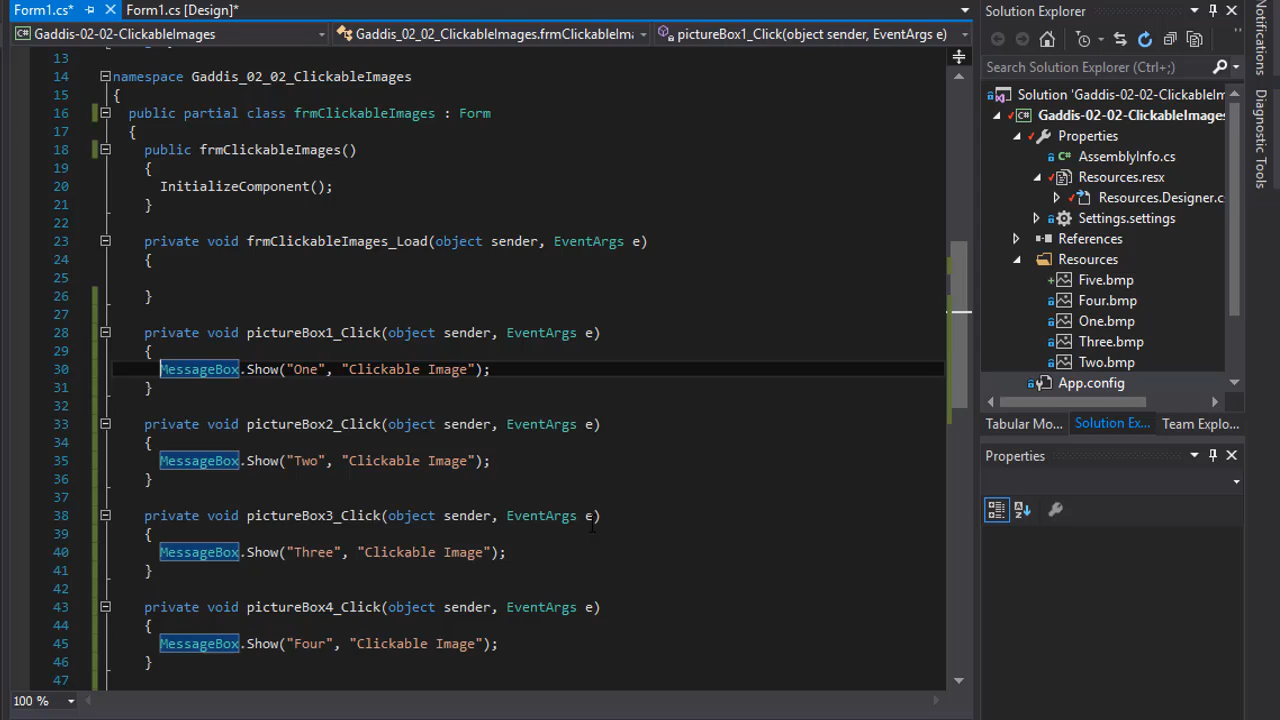 Form1.cs* Form1.cs [Design]*
Gaddis-02-02-ClickableImages Gaddis_02_02_ClickableImages.frmClickableIma pictureBox1_Click(object sender, EventArgs e)
13
14 namespace Gaddis_02_02_ClickableImages
15 {
16 public partial class frmClickableImages : Form
17 {
18 public frmClickableImages()
19 {
20 InitializeComponent();
21 }
22
23 private void frmClickableImages_Load(object sender, EventArgs e)
24 {
25
26 }
27
28 private void pictureBox1_Click(object sender, EventArgs e)
29 {
30 MessageBox.Show("One", "Clickable Image");
31 }
32
33 private void pictureBox2_Click(object sender, EventArgs e)
34 {
35 MessageBox.Show("Two", "Clickable Image");
36 }
37
38 private void pictureBox3_Click(object sender, EventArgs e)
39 {
40 MessageBox.Show("Three", "Clickable Image");
41 }
42
43 private void pictureBox4_Click(object sender, EventArgs e)
44 {
45 MessageBox.Show("Four", "Clickable Image");
46 }
47
100 %
Solution Explorer
Search Solution Explorer (Ctrl+;)
Solution 'Gaddis-02-02-ClickableIm
Gaddis-02-02-ClickableImages
Properties
AssemblyInfo.cs
Resources.resx
Resources.Designer.c
Settings.settings
References
Resources
Five.bmp
Four.bmp
One.bmp
Three.bmp
Two.bmp
App.config
Tabular Mo... Solution Ex... Team Explo...
Properties
Notifications
Diagnostic Tools